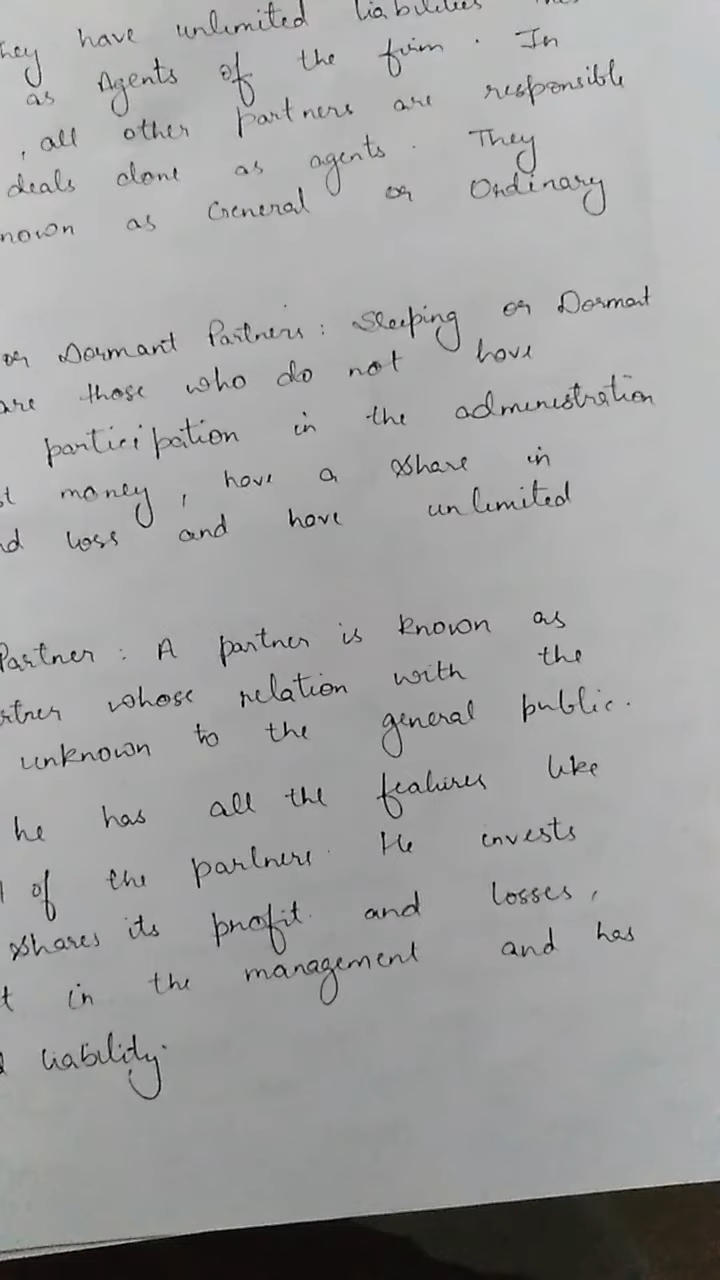 hey have unlimited liabilities
as Agents of the firm. In
, all other partners are responsible
deals done as agents. They
nown as General or Ordinary
or Dormant Partners: Sleeping or Dormant
are those who do not have
participation in the administration
st money, have a share in
nd loss and have unlimited
Partner: A partner is known as
rtner whose relation with the
unknown to the general public.
he has all the features like
l of the partners. He invests
shares its profit. and losses,
t in the management and has
liability.